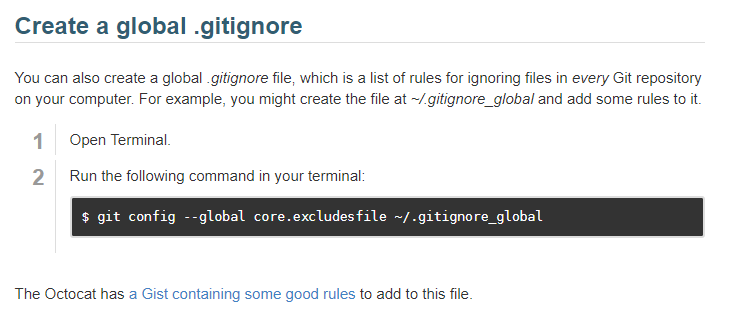 Create a global .gitignore
You can also create a global .gitignore file, which is a list of rules for ignoring files in every Git repository
on your computer. For example, you might create the file at ~/.gitignore_global and add some rules to it.
1 Open Terminal.
2 Run the following command in your terminal:
$ git config --global core.excludesfile ~/.gitignore_global
The Octocat has a Gist containing some good rules to add to this file.